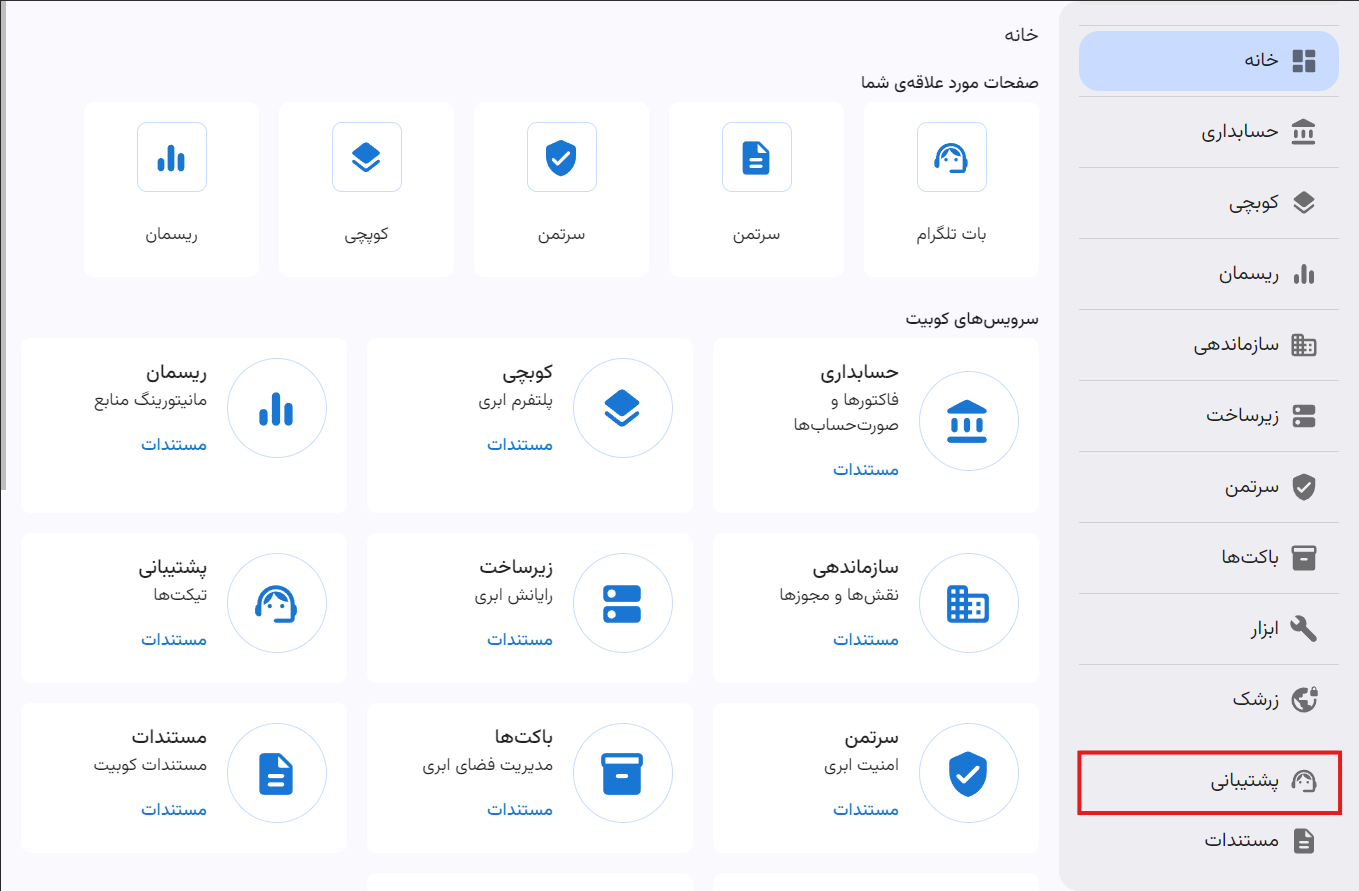 خانه
حسابداری
کوبچی
ریسمان
سازماندهی
زیرساخت
سرتمن
باکت‌ها
ابزار
زرشک
پشتیبانی
مستندات
خانه
صفحات مورد علاقه‌ی شما
بات تلگرام
سرتمن
سرتمن
کوپچی
ریسمان
سرویس‌های کوبیت
حسابداری
فاکتورها و
صورت‌حساب‌ها
مستندات
کوبچی
پلتفرم ابری
مستندات
ریسمان
مانیتورینگ منابع
مستندات
سازماندهی
نقش‌ها و مجوزها
مستندات
زیرساخت
رایانش ابری
مستندات
پشتیبانی
تیکت‌ها
مستندات
سرتمن
امنیت ابری
مستندات
باکت‌ها
مدیریت فضای ابری
مستندات
مستندات
مستندات کوبیت
مستندات